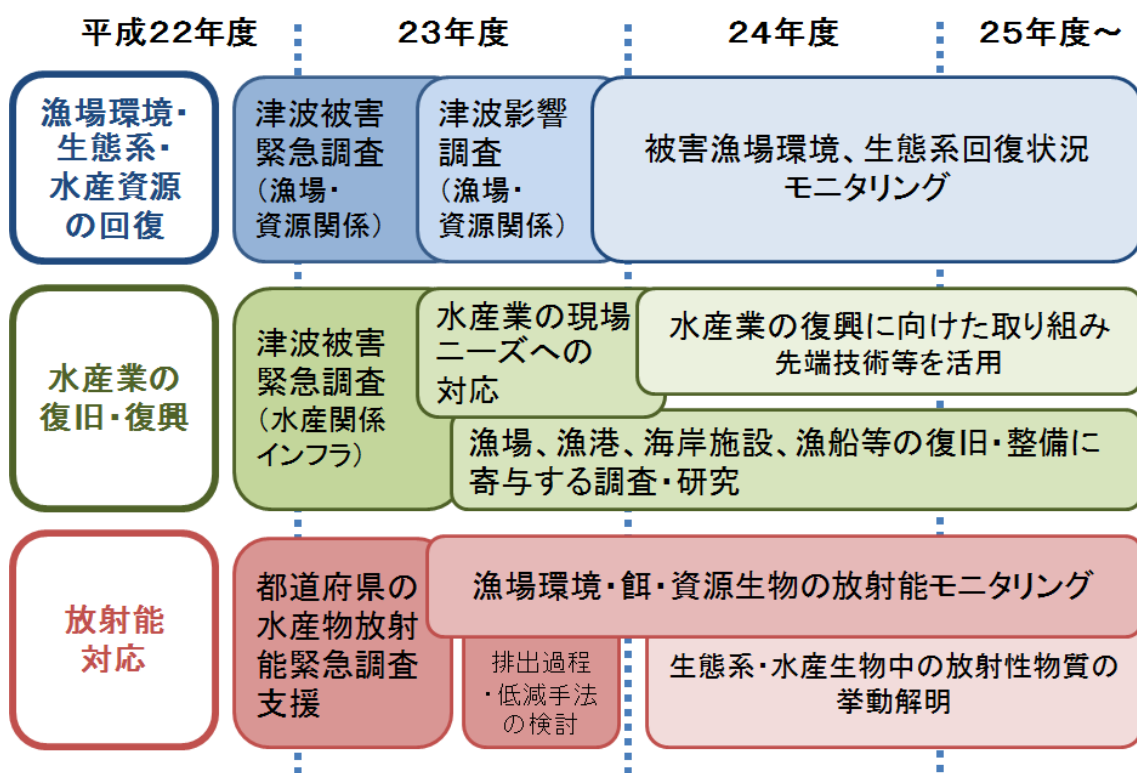 平成22年度
23年度
24年度
25年度～
漁場環境・
生態系・
水産資源
の回復
津波被害
緊急調査
（漁場・
資源関係）
津波影響
調査
（漁場・
資源関係）
被害漁場環境、生態系回復状況
モニタリング
水産業の
復旧・復興
津波被害
緊急調査
（水産関係
インフラ）
水産業の現場
ニーズへの
対応
水産業の復興に向けた取り組み
先端技術等を活用
漁場、漁港、海岸施設、漁船等の復旧・整備に
寄与する調査・研究
放射能
対応
都道府県の
水産物放射
能緊急調査
支援
漁場環境・餌・資源生物の放射能モニタリング
排出過程
・低減手法
の検討
生態系・水産生物中の放射性物質の
挙動解明